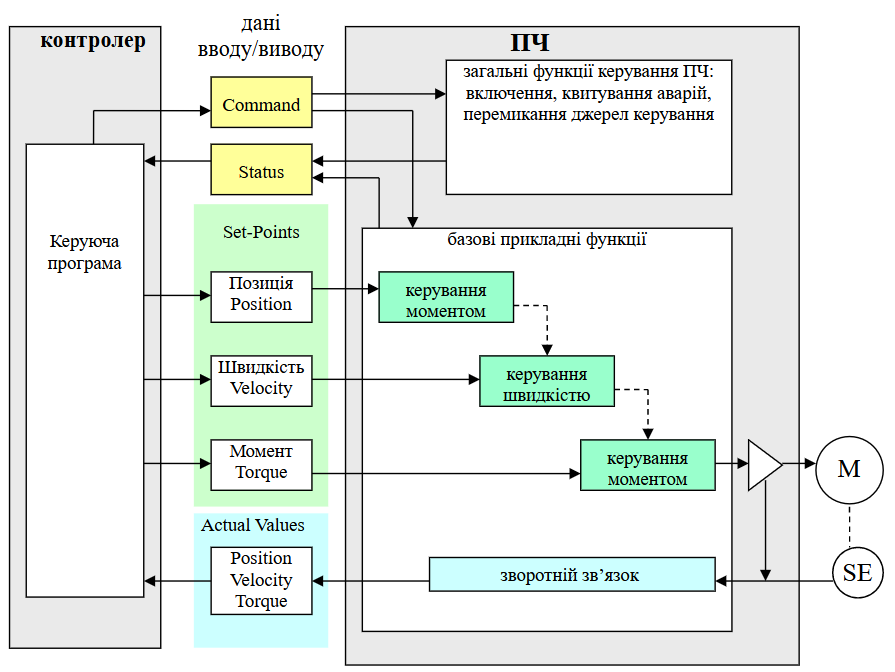 контролер
дані
вводу/виводу
ПЧ
загальні функції керування ПЧ:
включення, квитування аварій,
перемикання джерел керування
Command
Status
Керуюча
програма
Set-Points
базові прикладні функції
Позиція
Position
керування
моментом
Швидкість
Velocity
керування
швидкістю
Момент
Torque
керування
моментом
M
Actual Values
Position
Velocity
Torque
зворотній зв’язок
SE